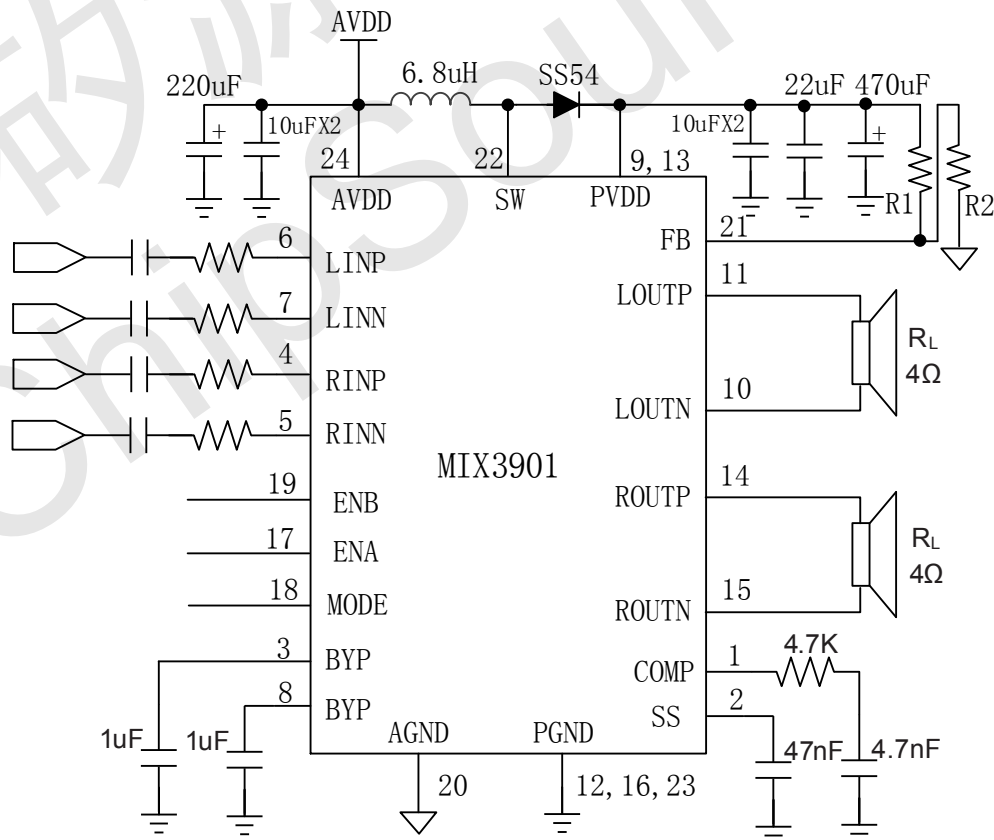 AVDD
220uF
6.8uH
SS54
22uF 470uF
10uFX2
10uFX2
+
+
24
22
9, 13
AVDD
SW
PVDD
R1
R2
6
LINP
7
LINN
4
RINP
5
RINN
19
ENB
17
ENA
18
MODE
3
BYP
8
BYP
1uF
1uF
MIX3901
FB
21
LOUTP
11
LOUTN
10
RL
4Ω
ROUTP
14
ROUTN
15
RL
4Ω
COMP
1
4.7K
SS
2
47nF
4.7nF
AGND
20
PGND
12, 16, 23